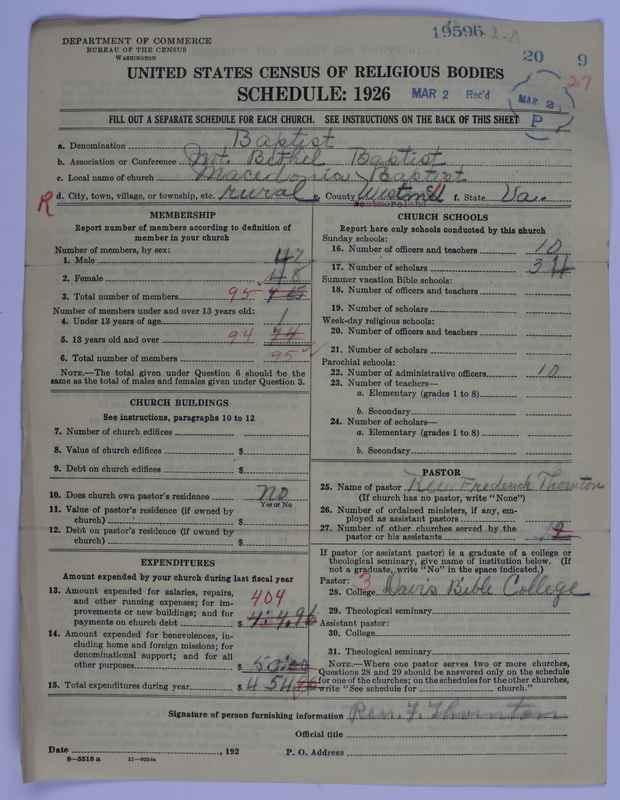 DEPARTMENT OF COMMERCE
BUREAU OF THE CENSUS
WASHINGTON
19596 1-A
20 9
27
UNITED STATES CENSUS OF RELIGIOUS BODIES
SCHEDULE: 1926
MAR 2 Rec'd
MAR 2
P
FILL OUT A SEPARATE SCHEDULE FOR EACH CHURCH. SEE INSTRUCTIONS ON THE BACK OF THIS SHEET
a. Denomination Baptist
b. Association or Conference Mt. Bethel Baptist
c. Local name of church Macedonia Baptist
R d. City, town, village, or township, etc. rural County Westm'd f. State Va.
westmoreland
MEMBERSHIP
Report number of members according to definition of
member in your church
Number of members, by sex:
1. Male 47
2. Female 48
3. Total number of members 95
Number of members under and over 13 years old:
4. Under 13 years of age 1
5. 13 years old and over 94 74
6. Total number of members 95
NOTE.—The total given under Question 6 should be the
same as the total of males and females given under Question 3.
CHURCH BUILDINGS
See instructions, paragraphs 10 to 12
7. Number of church edifices
8. Value of church edifices $
9. Debt on church edifices $
10. Does church own pastor's residence no
Yes or No
11. Value of pastor's residence (if owned by
church) $
12. Debt on pastor's residence (if owned by
church) $
EXPENDITURES
Amount expended by your church during last fiscal year
13. Amount expended for salaries, repairs,
and other running expenses; for im-
provements or new buildings; and for
payments on church debt $ 404 4.4.96
14. Amount expended for benevolences, in-
cluding home and foreign missions; for
denominational support; and for all
other purposes $ 50.00
15. Total expenditures during year $ 454.96
CHURCH SCHOOLS
Report here only schools conducted by this church
Sunday schools:
16. Number of officers and teachers 10
17. Number of scholars 34
Summer vacation Bible schools:
18. Number of officers and teachers
19. Number of scholars
Week-day religious schools:
20. Number of officers and teachers
21. Number of scholars
Parochial schools:
22. Number of administrative officers 10
23. Number of teachers—
a. Elementary (grades 1 to 8)
b. Secondary
24. Number of scholars—
a. Elementary (grades 1 to 8)
b. Secondary
PASTOR
25. Name of pastor Rev. Frederick Thornton
(If church has no pastor, write "None")
26. Number of ordained ministers, if any, em-
ployed as assistant pastors
27. Number of other churches served by the
pastor or his assistants 2
If pastor (or assistant pastor) is a graduate of a college or
theological seminary, give name of institution below. (If
not a graduate, write "No" in the space indicated.)
Pastor: 3
28. College Davis Bible College
29. Theological seminary
Assistant pastor:
30. College
31. Theological seminary
NOTE.—Where one pastor serves two or more churches,
Questions 28 and 29 should be answered only on the schedule
for one of the churches; on the schedules for the other churches,
write "See schedule for church."
Signature of person furnishing information Rev. F. Thornton
Official title
Date , 192
P. O. Address
8—5518 a 11—9254a